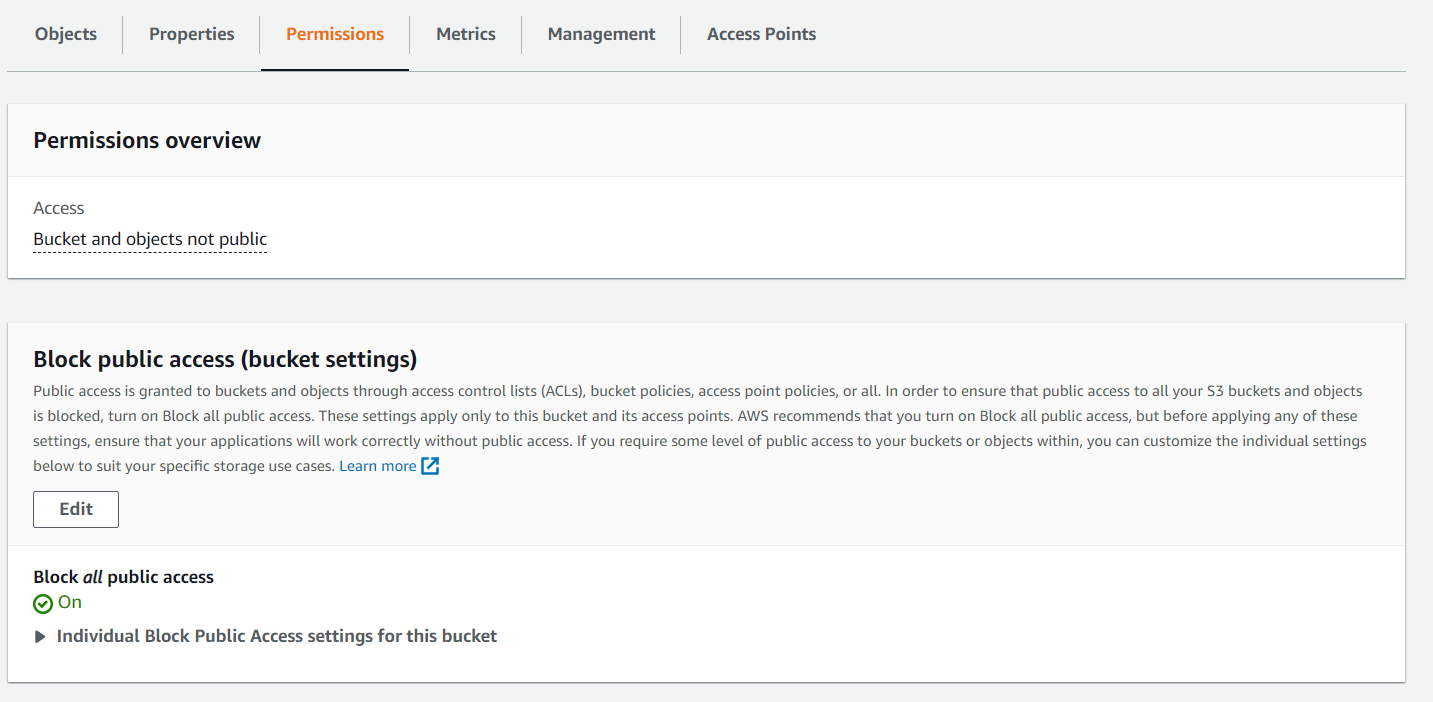 Objects Properties Permissions Metrics Management Access Points
Permissions overview
Access
Bucket and objects not public
Block public access (bucket settings)
Public access is granted to buckets and objects through access control lists (ACLs), bucket policies, access point policies, or all. In order to ensure that public access to all your S3 buckets and objects
is blocked, turn on Block all public access. These settings apply only to this bucket and its access points. AWS recommends that you turn on Block all public access, but before applying any of these
settings, ensure that your applications will work correctly without public access. If you require some level of public access to your buckets or objects within, you can customize the individual settings
below to suit your specific storage use cases. Learn more
Edit
Block all public access
On
Individual Block Public Access settings for this bucket